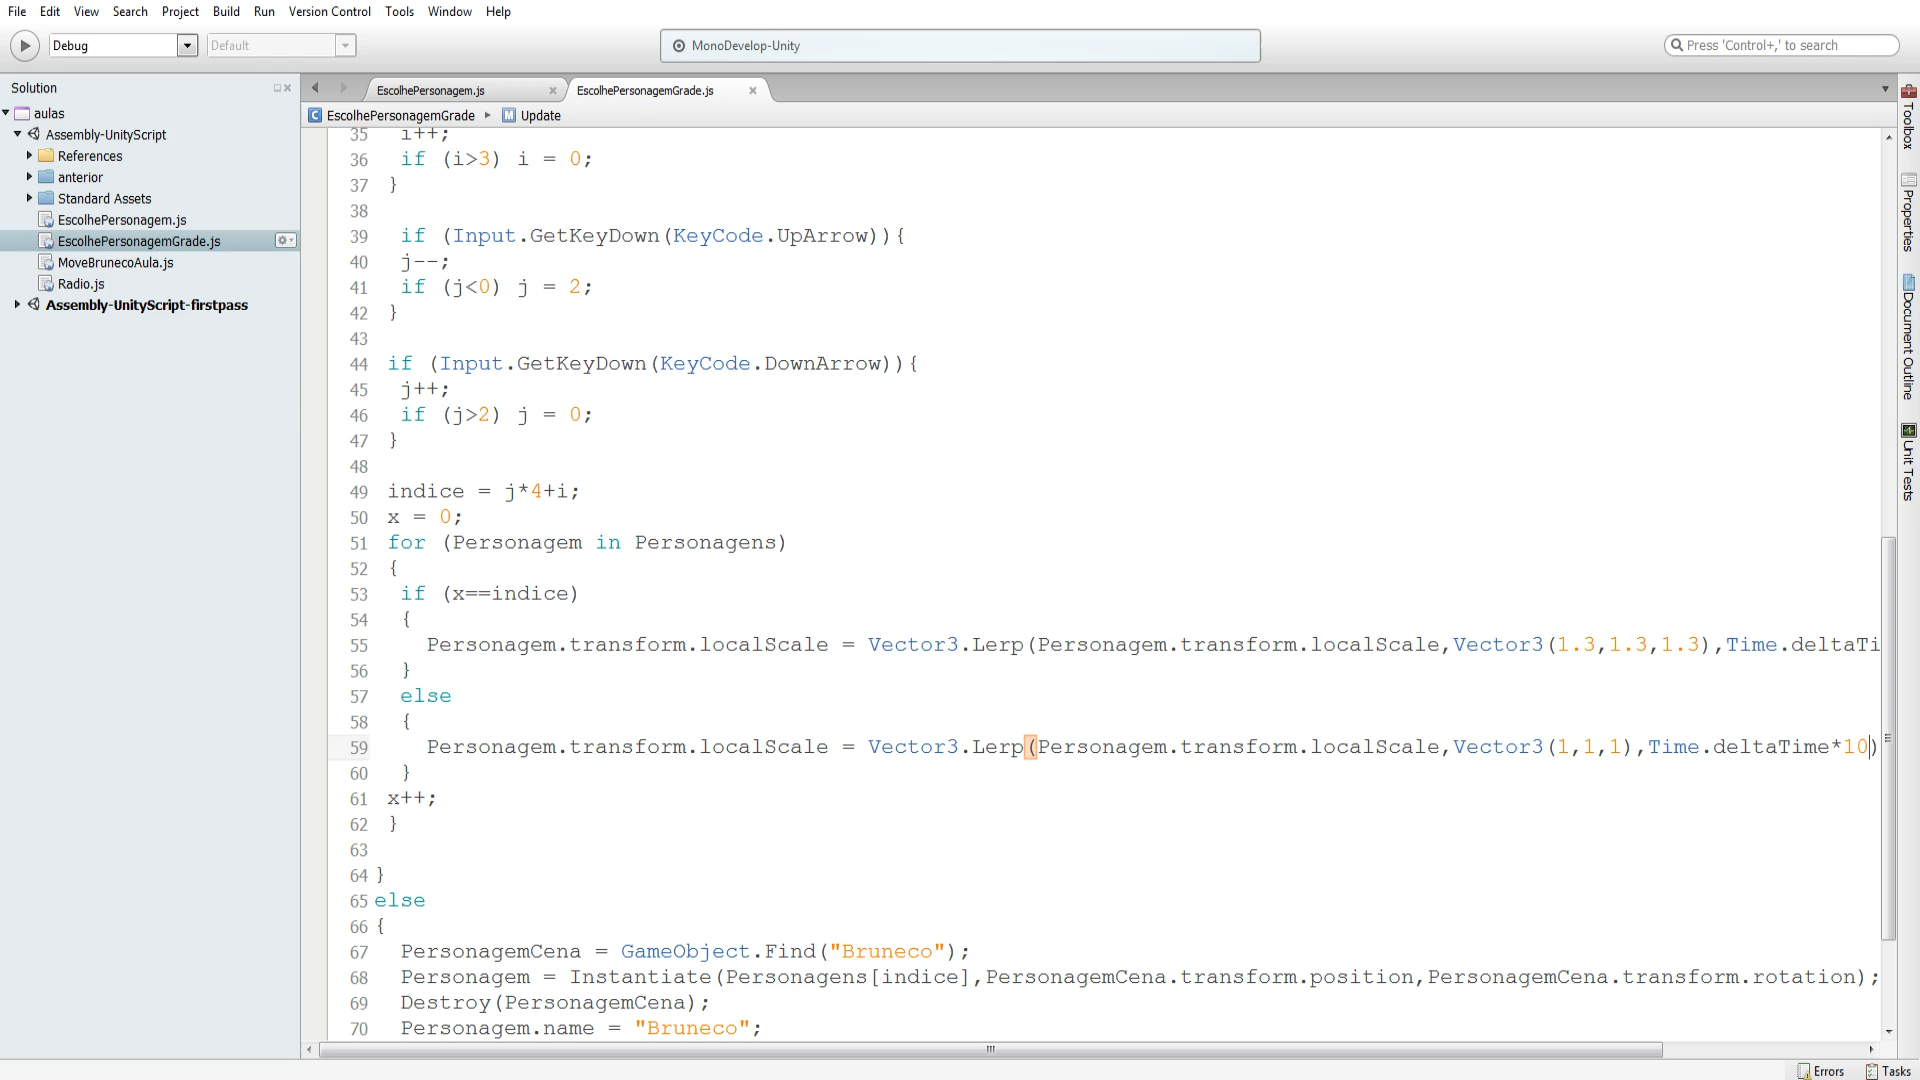 File Edit View Search Project Build Run Version Control Tools Window Help
Debug Default MonoDevelop-Unity Press 'Control+,' to search
Solution EscolhePersonagem.js EscolhePersonagemGrade.js
EscolhePersonagemGrade Update
aulas
Assembly-UnityScript
References
anterior
Standard Assets
EscolhePersonagem.js
EscolhePersonagemGrade.js
MoveBrunecoAula.js
Radio.js
Assembly-UnityScript-firstpass
35 i++;
36 if (i>3) i = 0;
37 }
38
39 if (Input.GetKeyDown(KeyCode.UpArrow)){
40 j--;
41 if (j<0) j = 2;
42 }
43
44 if (Input.GetKeyDown(KeyCode.DownArrow)){
45 j++;
46 if (j>2) j = 0;
47 }
48
49 indice = j*4+i;
50 x = 0;
51 for (Personagem in Personagens)
52 {
53 if (x==indice)
54 {
55 Personagem.transform.localScale = Vector3.Lerp(Personagem.transform.localScale,Vector3(1.3,1.3,1.3),Time.deltaTi
56 }
57 else
58 {
59 Personagem.transform.localScale = Vector3.Lerp(Personagem.transform.localScale,Vector3(1,1,1),Time.deltaTime*10)
60 }
61 x++;
62 }
63
64 }
65 else
66 {
67 PersonagemCena = GameObject.Find("Bruneco");
68 Personagem = Instantiate(Personagens[indice],PersonagemCena.transform.position,PersonagemCena.transform.rotation);
69 Destroy(PersonagemCena);
70 Personagem.name = "Bruneco";
Toolbox
Properties
Document Outline
Unit Tests
Errors Tasks